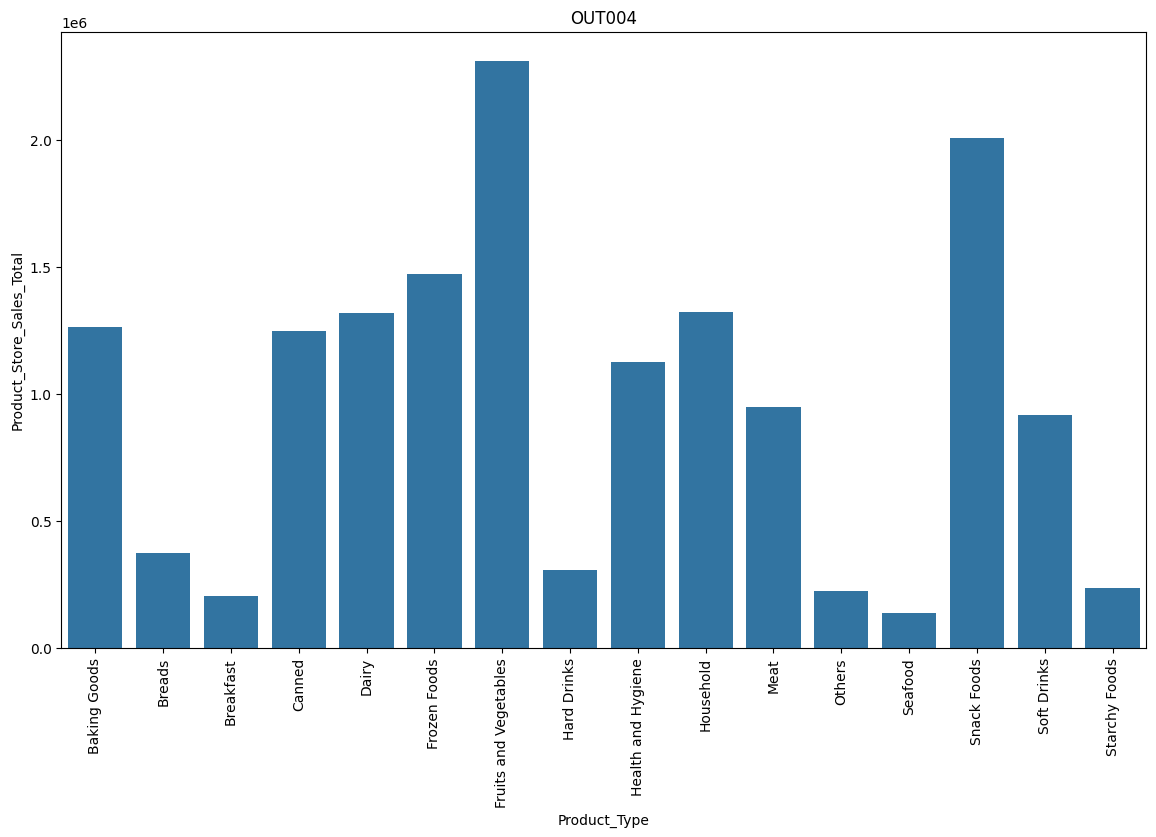 OUT004
1e6
2.0
1.5
1.0
0.5
0.0
Product_Store_Sales_Total
Baking Goods
Breads
Breakfast
Canned
Dairy
Frozen Foods
Fruits and Vegetables
Hard Drinks
Health and Hygiene
Household
Meat
Others
Seafood
Snack Foods
Soft Drinks
Starchy Foods
Product_Type